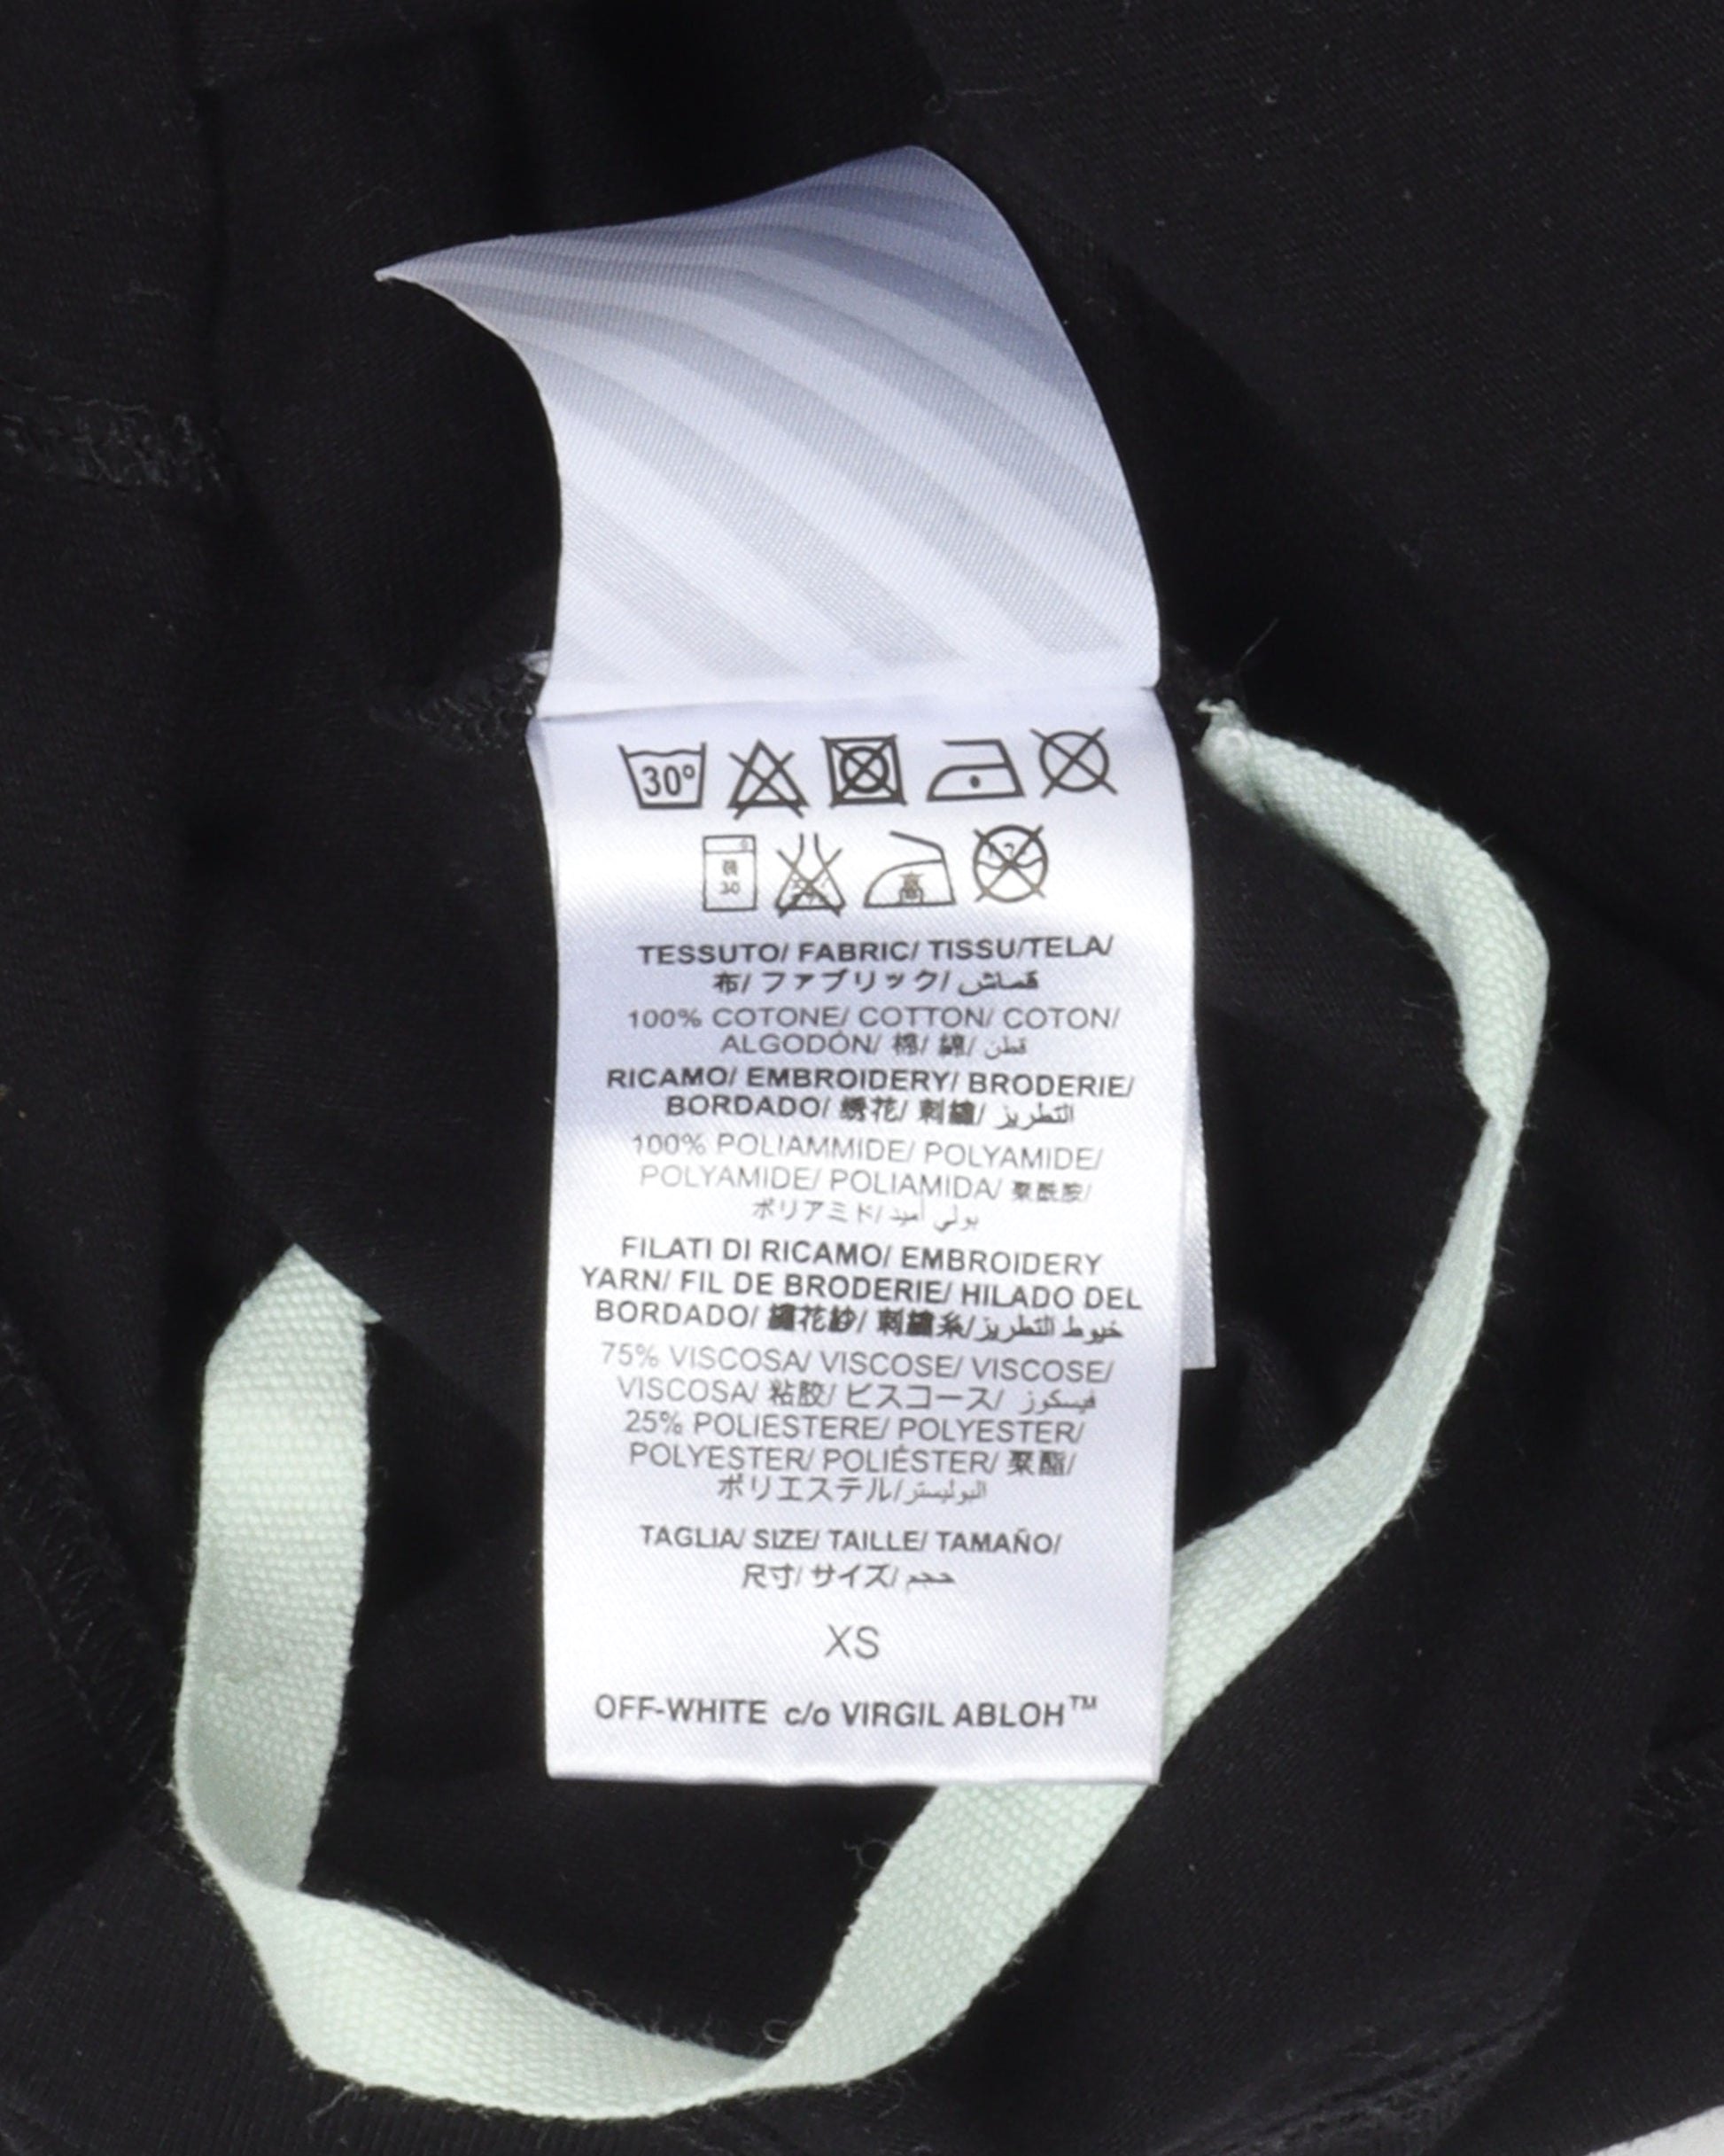 30°
30
TESSUTO/ FABRIC/ TISSU/TELA/
布/ ファブリック/ قماش
100% COTONE/ COTTON/ COTON/
ALGODÓN/ 棉/ 綿/ قطن
RICAMO/ EMBROIDERY/ BRODERIE/
BORDADO/ 绣花/ 刺繍/ التطريز
100% POLIAMMIDE/ POLYAMIDE/
POLYAMIDE/ POLIAMIDA/ 聚酰胺/
ポリアミド/ بولي أميد
FILATI DI RICAMO/ EMBROIDERY
YARN/ FIL DE BRODERIE/ HILADO DEL
BORDADO/ 繡花紗/ 刺繍糸/ خيوط التطريز
75% VISCOSA/ VISCOSE/ VISCOSE/
VISCOSA/ 粘胶/ ビスコース/ فيسكوز
25% POLIESTERE/ POLYESTER/
POLYESTER/ POLIÉSTER/ 聚酯/
ポリエステル/ البوليستر
TAGLIA/ SIZE/ TAILLE/ TAMAÑO/
尺寸/ サイズ/ حجم
XS
OFF-WHITE c/o VIRGIL ABLOH™